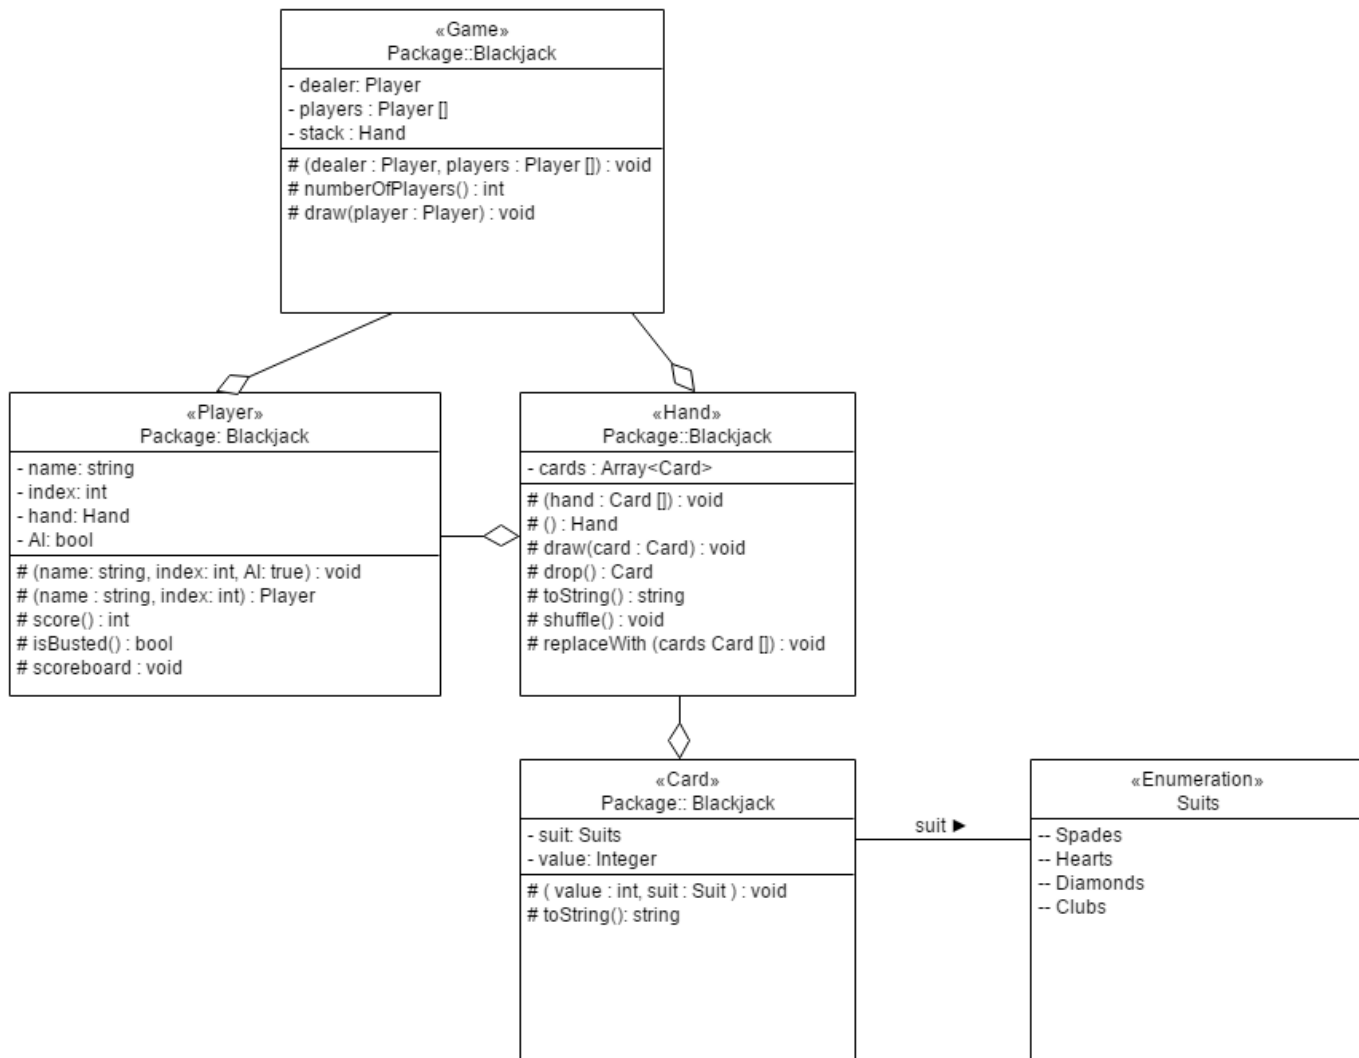 «Game»
Package::Blackjack
- dealer: Player
- players : Player []
- stack : Hand
# (dealer : Player, players : Player []) : void
# numberOfPlayers() : int
# draw(player : Player) : void
«Player»
Package: Blackjack
- name: string
- index: int
- hand: Hand
- AI: bool
# (name: string, index: int, AI: true) : void
# (name : string, index: int) : Player
# score() : int
# isBusted() : bool
# scoreboard : void
«Hand»
Package::Blackjack
- cards : Array<Card>
# (hand : Card []) : void
# () : Hand
# draw(card : Card) : void
# drop() : Card
# toString() : string
# shuffle() : void
# replaceWith (cards Card []) : void
«Card»
Package:: Blackjack
- suit: Suits
- value: Integer
# ( value : int, suit : Suit ) : void
# toString(): string
suit ►
«Enumeration»
Suits
-- Spades
-- Hearts
-- Diamonds
-- Clubs